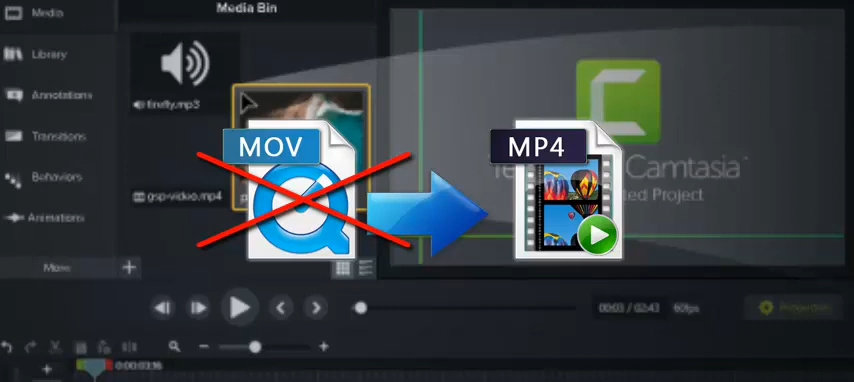 Media Bin
Media
Library
Annotations
Transitions
Behaviors
Animations
More
firefly.mp3
gsp-video.mp4
MOV
MP4
Camtasia
ted Project
00:03 / 02:43
60fps
Properties
0:00:03;16